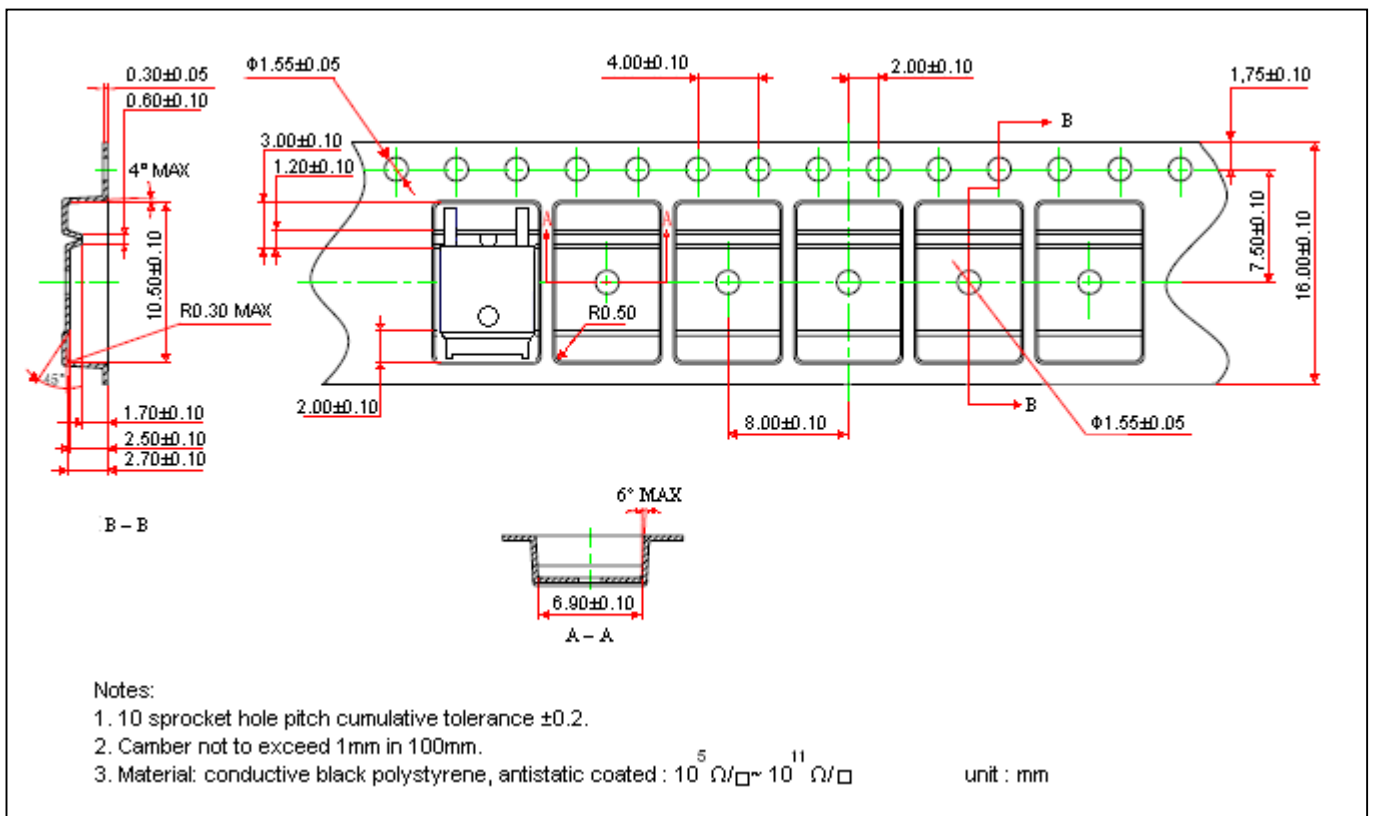 0.30±0.05
Φ1.55±0.05
4.00±0.10
2.00±0.10
1,75±0.10
0.60±0.10
B
3.00±0.10
1.20±0.10
4° MAX
A
A
10.50±0.10
7.50±0.10
16.00±0.10
R0.30 MAX
R0.50
45°
2.00±0.10
1.70±0.10
B
8.00±0.10
Φ1.55±0.05
2.50±0.10
2.70±0.10
6° MAX
B – B
6.90±0.10
A – A
Notes:
1. 10 sprocket hole pitch cumulative tolerance ±0.2.
2. Camber not to exceed 1mm in 100mm.
3. Material: conductive black polystyrene, antistatic coated : 10⁵ Ω/□~ 10¹¹ Ω/□ unit : mm